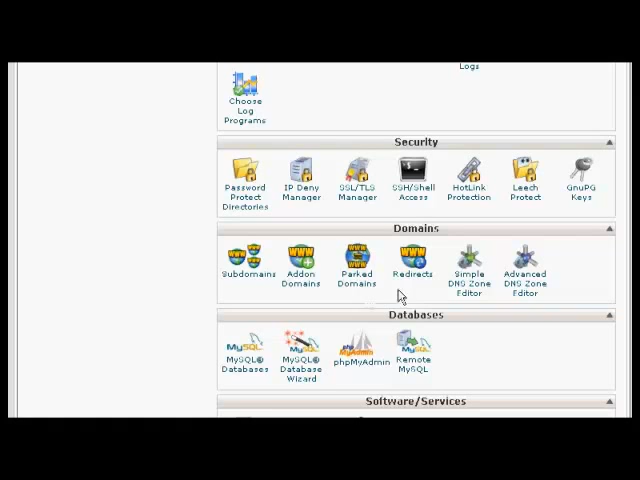 Logs
Choose
Log
Programs
Security
Password
Protect
Directories
IP Deny
Manager
SSL/TLS
Manager
SSH/Shell
Access
HotLink
Protection
Leech
Protect
GnuPG
Keys
Domains
Subdomains
Addon
Domains
Parked
Domains
Redirects
Simple
DNS Zone
Editor
Advanced
DNS Zone
Editor
Databases
MySQL®
Databases
MySQL®
Database
Wizard
phpMyAdmin
Remote
MySQL
Software/Services